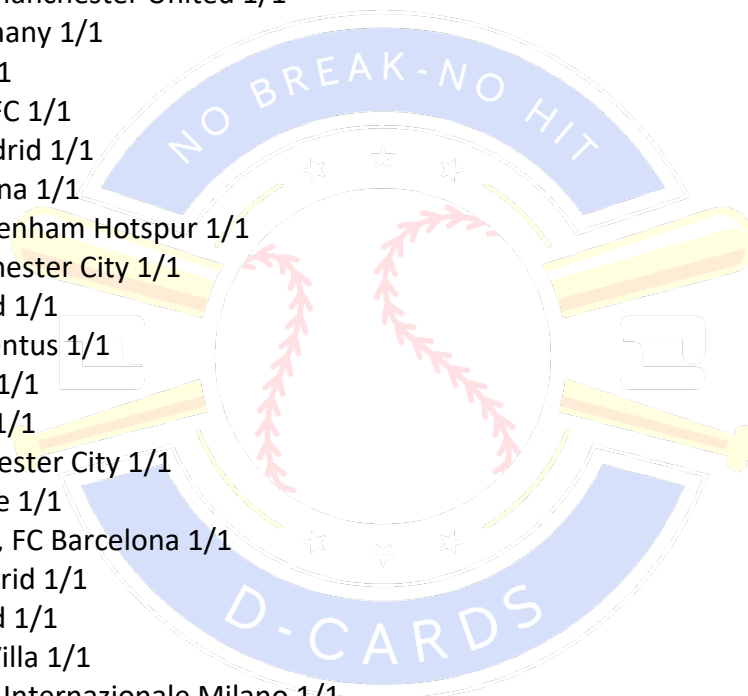 Manchester United 1/1
many 1/1
1
FC 1/1
drid 1/1
na 1/1
enham Hotspur 1/1
hester City 1/1
d 1/1
entus 1/1
1/1
1/1
ester City 1/1
e 1/1
, FC Barcelona 1/1
rid 1/1
d 1/1
Villa 1/1
Internazionale Milano 1/1
NO BREAK-NO HIT
D-CARDS